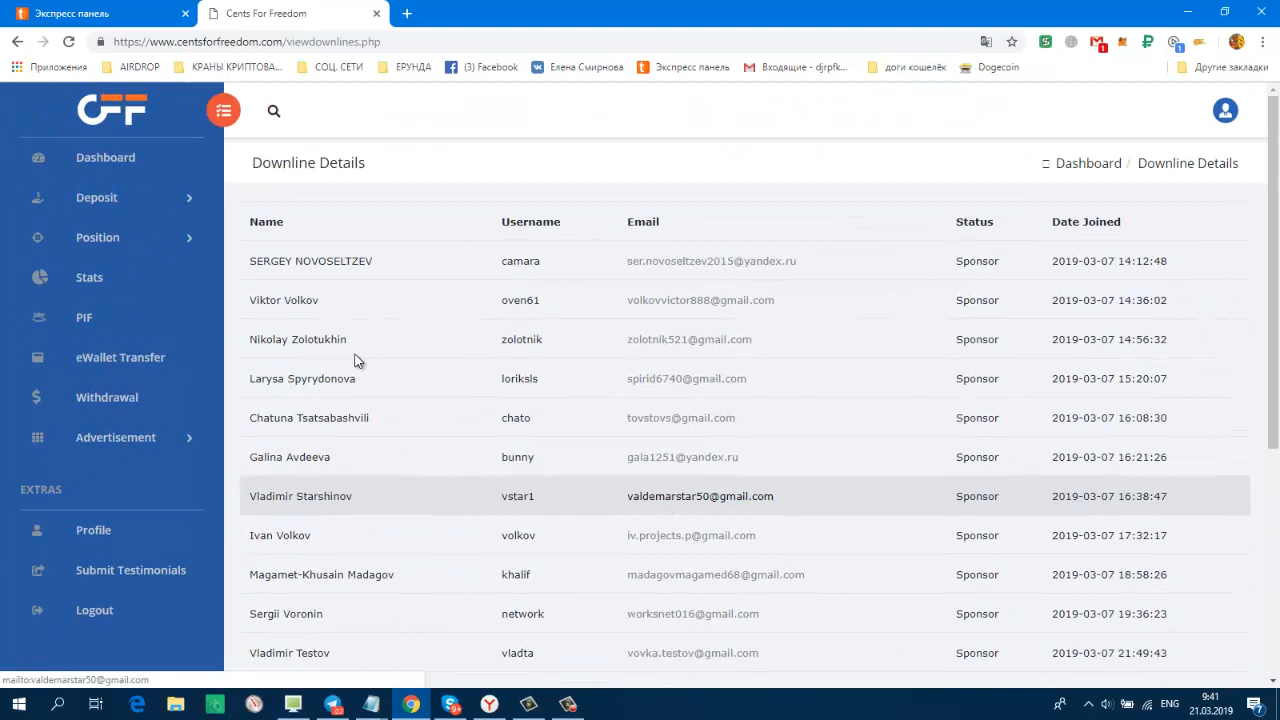 Экспресс панель
Cents For Freedom
https://www.centsforfreedom.com/viewdownlines.php
Приложения
AIRDROP
КРАНЫ КРИПТОВА...
СОЦ. СЕТИ
ЕРУНДА
(3) Facebook
Елена Смирнова
Экспресс панель
Входящие - djrpfk...
доги кошелёк
Dogecoin
Другие закладки
CFF
Dashboard
Deposit
Position
Stats
PIF
eWallet Transfer
Withdrawal
Advertisement
EXTRAS
Profile
Submit Testimonials
Logout
Downline Details
Dashboard / Downline Details
Name Username Email Status Date Joined
SERGEY NOVOSELTZEV camara ser.novoseltzev2015@yandex.ru Sponsor 2019-03-07 14:12:48
Viktor Volkov oven61 volkovvictor888@gmail.com Sponsor 2019-03-07 14:36:02
Nikolay Zolotukhin zolotnik zolotnik521@gmail.com Sponsor 2019-03-07 14:56:32
Larysa Spyrydonova loriksls spirid6740@gmail.com Sponsor 2019-03-07 15:20:07
Chatuna Tsatsabashvili chato tovstovs@gmail.com Sponsor 2019-03-07 16:08:30
Galina Avdeeva bunny gala1251@yandex.ru Sponsor 2019-03-07 16:21:26
Vladimir Starshinov vstar1 valdemarstar50@gmail.com Sponsor 2019-03-07 16:38:47
Ivan Volkov volkov iv.projects.p@gmail.com Sponsor 2019-03-07 17:32:17
Magamet-Khusain Madagov khalif madagovmagamed68@gmail.com Sponsor 2019-03-07 18:58:26
Sergii Voronin network worksnet016@gmail.com Sponsor 2019-03-07 19:36:23
Vladimir Testov vladta vovka.testov@gmail.com Sponsor 2019-03-07 21:49:43
mailto:valdemarstar50@gmail.com
ENG
9:41
21.03.2019